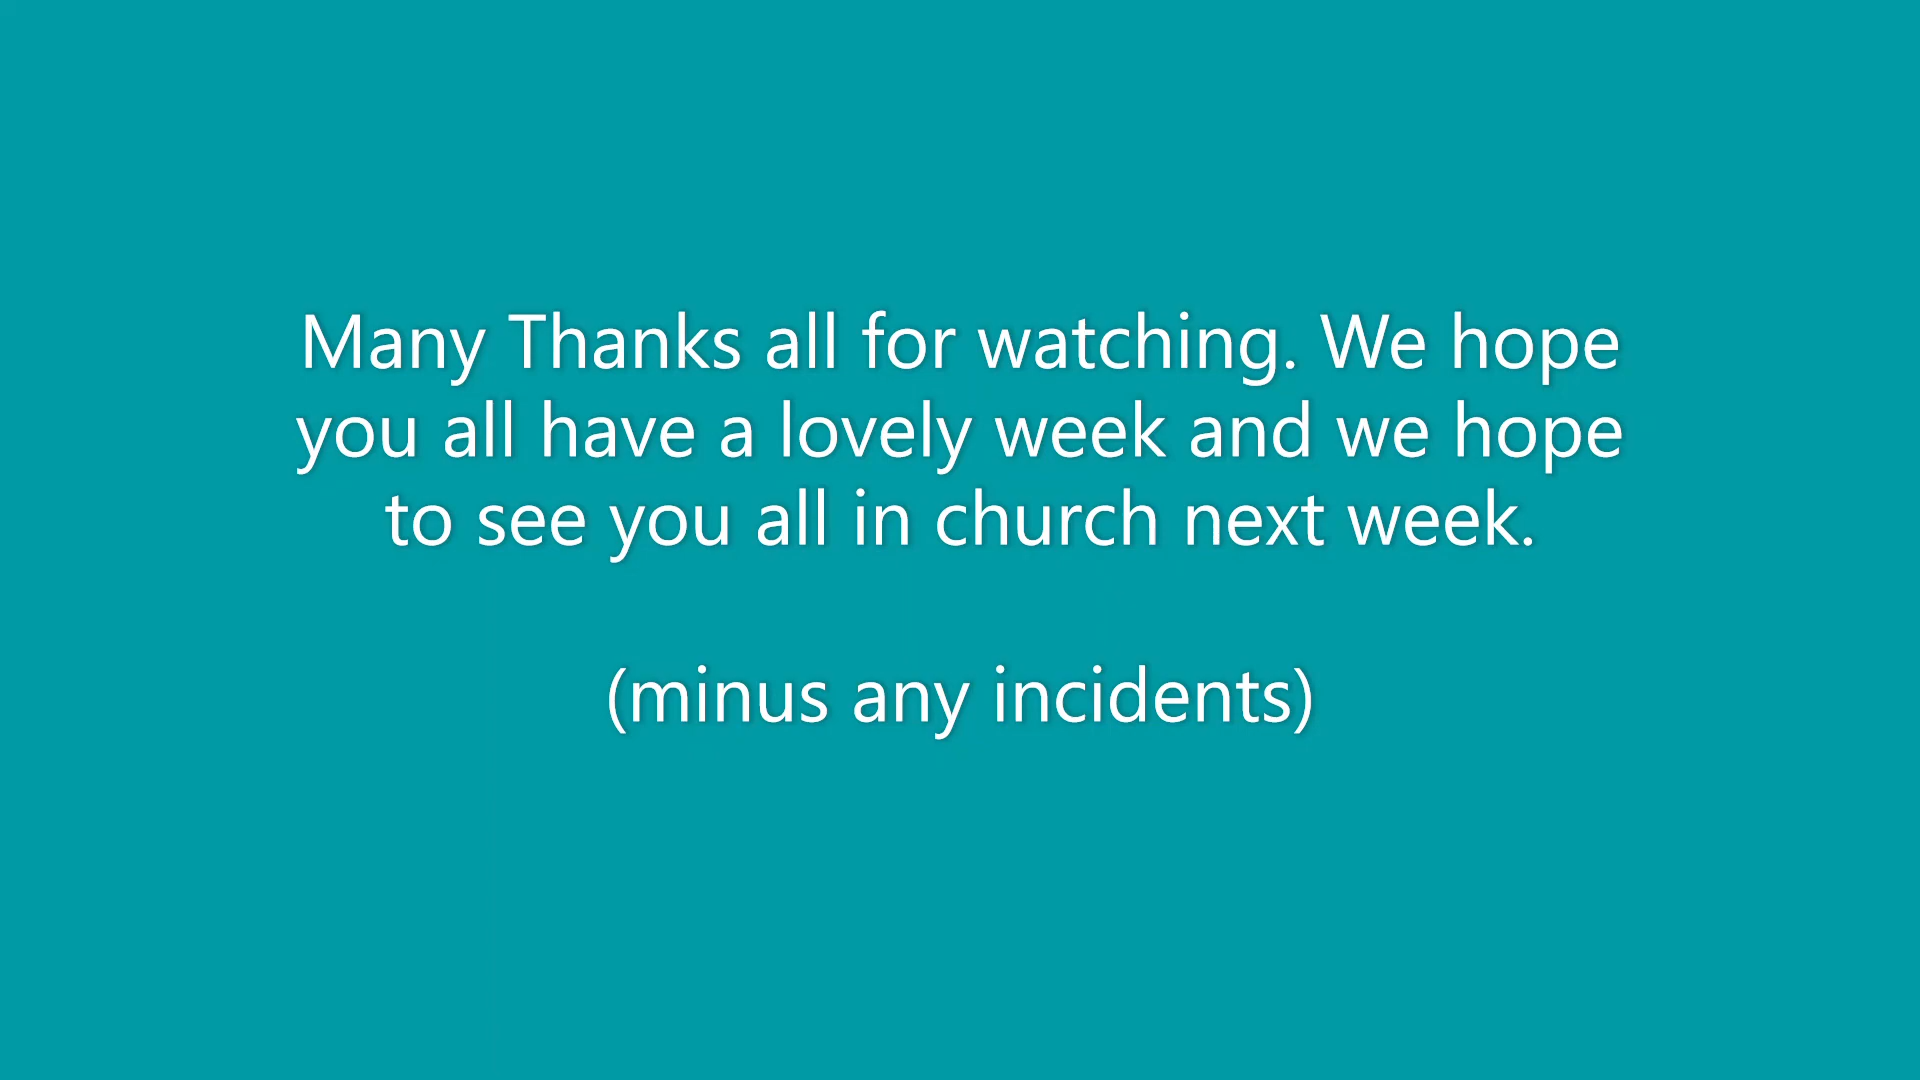 Many Thanks all for watching. We hope
you all have a lovely week and we hope
to see you all in church next week.
(minus any incidents)